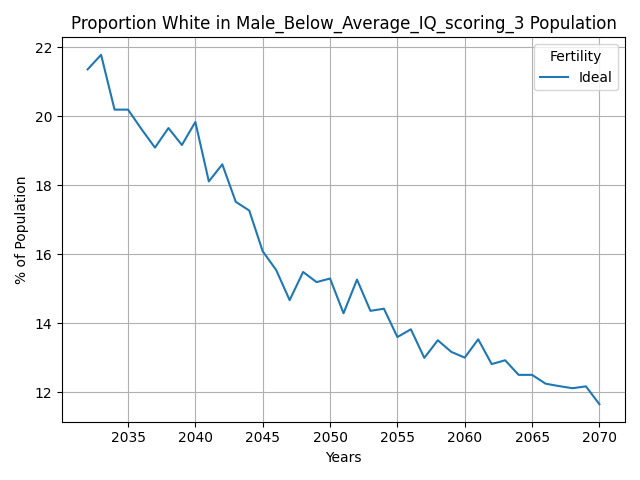 Proportion White in Male_Below_Average_IQ_scoring_3 Population
22
20
18
16
14
12
% of Population
Fertility
Ideal
2035 2040 2045 2050 2055 2060 2065 2070
Years